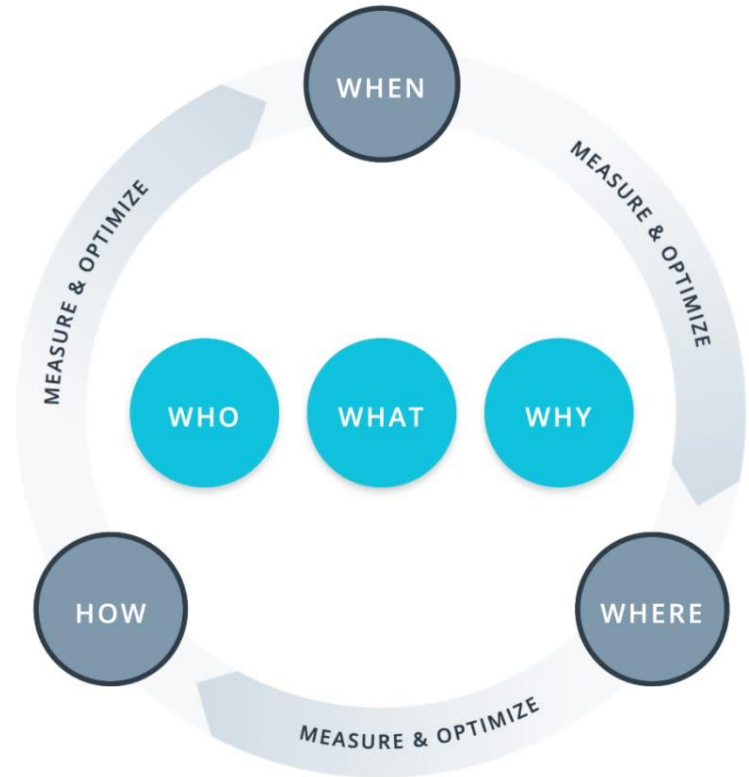 WHEN
MEASURE & OPTIMIZE
MEASURE & OPTIMIZE
WHO
WHAT
WHY
HOW
WHERE
MEASURE & OPTIMIZE